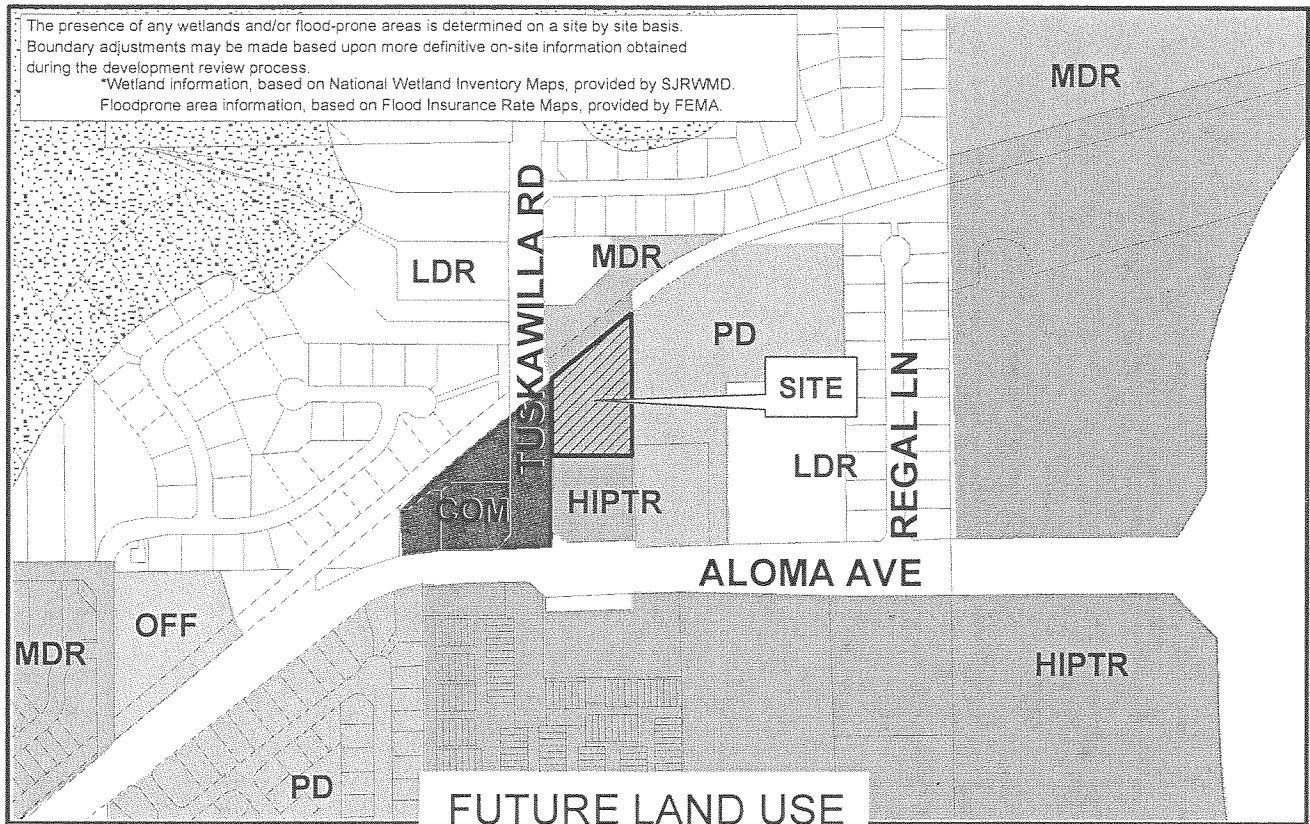 The presence of any wetlands and/or flood-prone areas is determined on a site by site basis.
Boundary adjustments may be made based upon more definitive on-site information obtained
during the development review process.
*Wetland information, based on National Wetland Inventory Maps, provided by SJRWMD.
Floodprone area information, based on Flood Insurance Rate Maps, provided by FEMA.
MDR
TUSKAWILLA RD
LDR
MDR
PD
SITE
REGAL LN
LDR
COM
HIPTR
ALOMA AVE
OFF
MDR
HIPTR
PD
FUTURE LAND USE